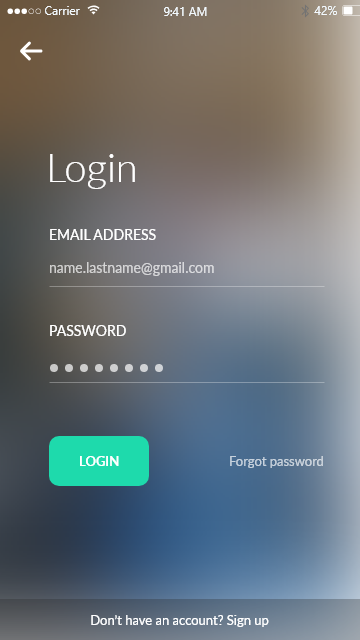 Carrier 9:41 AM 42%
Login
EMAIL ADDRESS
name.lastname@gmail.com
PASSWORD
LOGIN Forgot password
Don't have an account? Sign up